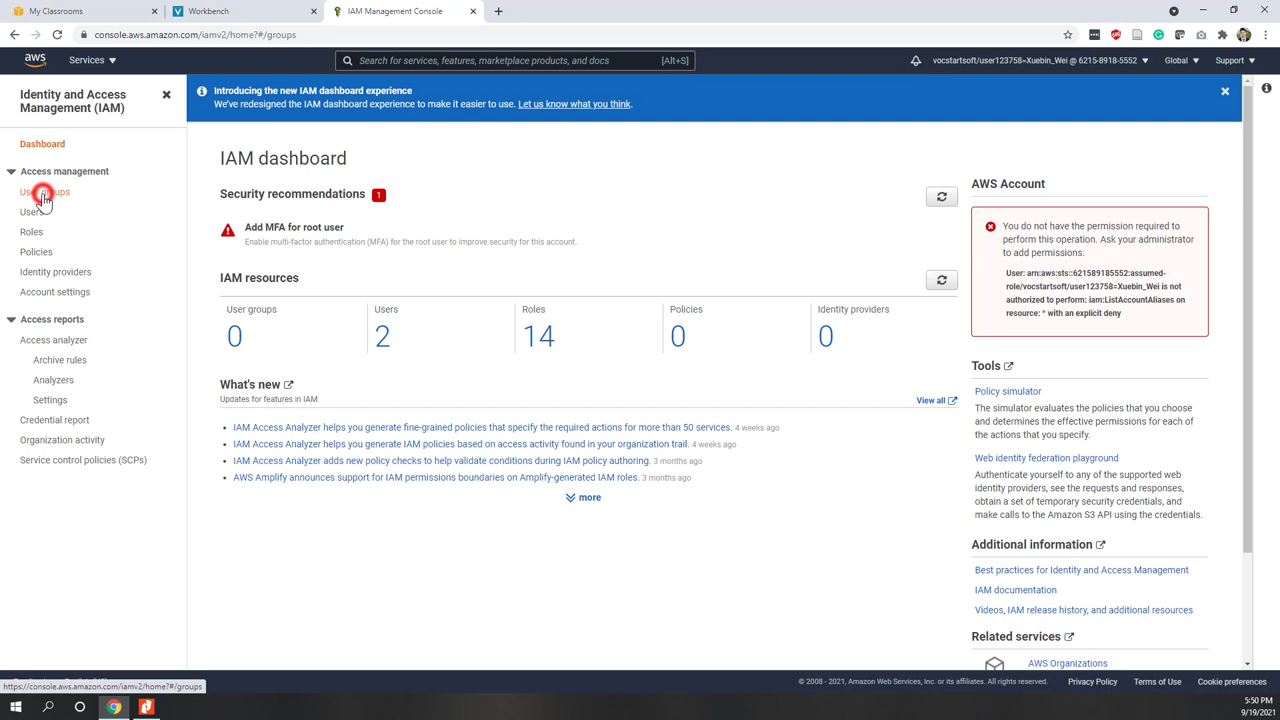 My Classrooms
Workbench
IAM Management Console
console.aws.amazon.com/iamv2/home?#/groups
aws
Services
Search for services, features, marketplace products, and docs
[Alt+S]
vocstartsoft/user123758=Xuebin_Wei @ 6215-8918-5552
Global
Support
Identity and Access
Management (IAM)
Dashboard
Access management
User groups
Users
Roles
Policies
Identity providers
Account settings
Access reports
Access analyzer
Archive rules
Analyzers
Settings
Credential report
Organization activity
Service control policies (SCPs)
Introducing the new IAM dashboard experience
We've redesigned the IAM dashboard experience to make it easier to use. Let us know what you think.
IAM dashboard
Security recommendations 1
Add MFA for root user
Enable multi-factor authentication (MFA) for the root user to improve security for this account.
IAM resources
User groups
0
Users
2
Roles
14
Policies
0
Identity providers
0
What's new
Updates for features in IAM
View all
IAM Access Analyzer helps you generate fine-grained policies that specify the required actions for more than 50 services. 4 weeks ago
IAM Access Analyzer helps you generate IAM policies based on access activity found in your organization trail. 4 weeks ago
IAM Access Analyzer adds new policy checks to help validate conditions during IAM policy authoring. 3 months ago
AWS Amplify announces support for IAM permissions boundaries on Amplify-generated IAM roles. 3 months ago
more
AWS Account
You do not have the permission required to
perform this operation. Ask your administrator
to add permissions.
User: arn:aws:sts::621589185552:assumed-
role/vocstartsoft/user123758=Xuebin_Wei is not
authorized to perform: iam:ListAccountAliases on
resource: * with an explicit deny
Tools
Policy simulator
The simulator evaluates the policies that you choose
and determines the effective permissions for each of
the actions that you specify.
Web identity federation playground
Authenticate yourself to any of the supported web
identity providers, see the requests and responses,
obtain a set of temporary security credentials, and
make calls to the Amazon S3 API using the credentials.
Additional information
Best practices for Identity and Access Management
IAM documentation
Videos, IAM release history, and additional resources
Related services
AWS Organizations
https://console.aws.amazon.com/iamv2/home?#/groups
© 2008 - 2021, Amazon Web Services, Inc. or its affiliates. All rights reserved.
Privacy Policy
Terms of Use
Cookie preferences
5:50 PM
9/19/2021